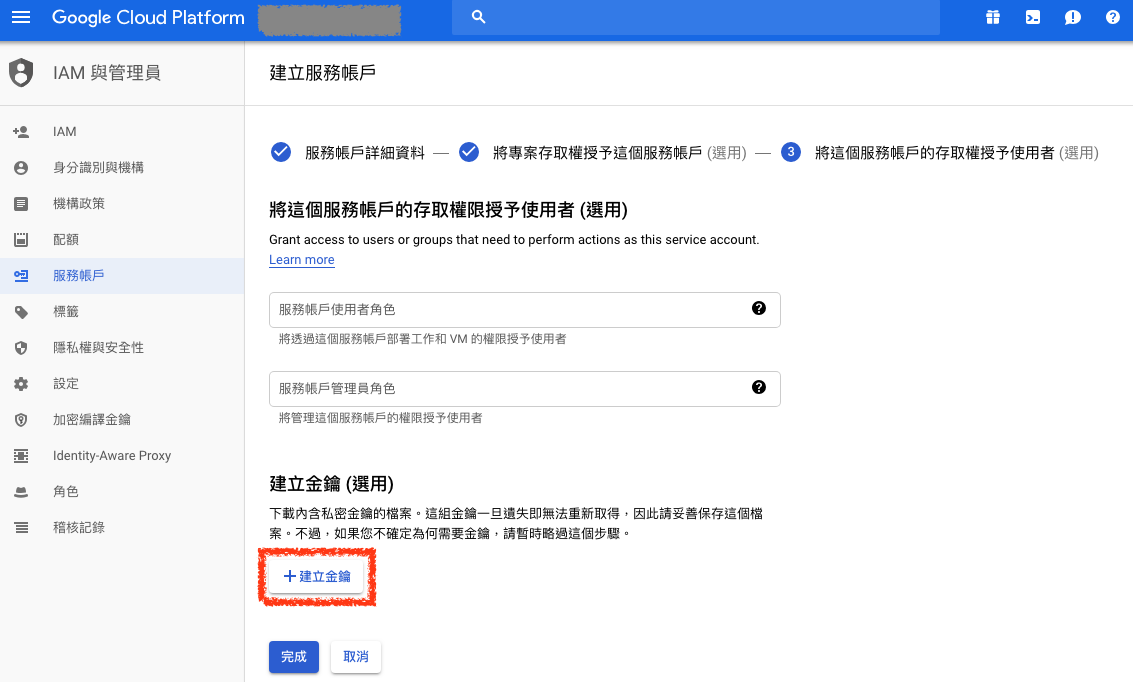 Google Cloud Platform
IAM 與管理員
IAM
身分識別與機構
機構政策
配額
服務帳戶
標籤
隱私權與安全性
設定
加密編譯金鑰
Identity-Aware Proxy
角色
稽核記錄
建立服務帳戶
服務帳戶詳細資料 — 將專案存取權授予這個服務帳戶 (選用) — 3 將這個服務帳戶的存取權授予使用者 (選用)
將這個服務帳戶的存取權限授予使用者 (選用)
Grant access to users or groups that need to perform actions as this service account.
Learn more
服務帳戶使用者角色
將透過這個服務帳戶部署工作和 VM 的權限授予使用者
服務帳戶管理員角色
將管理這個服務帳戶的權限授予使用者
建立金鑰 (選用)
下載內含私密金鑰的檔案。這組金鑰一旦遺失即無法重新取得，因此請妥善保存這個檔
案。不過，如果您不確定為何需要金鑰，請暫時略過這個步驟。
+建立金鑰
完成 取消